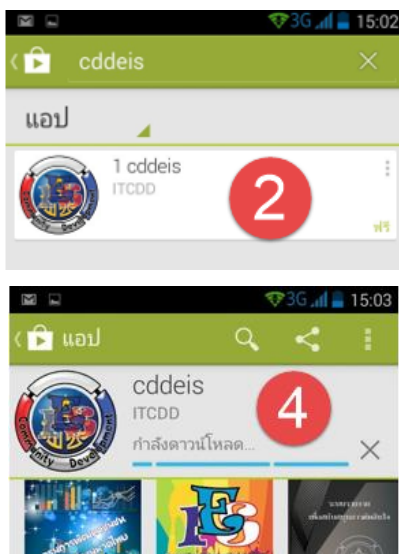 3G 15:02
cddeis
แอป
1 cddeis
ITCDD
2
ฟรี
3G 15:03
แอป
cddeis
ITCDD
4
กำลังดาวน์โหลด...
EIS
Community Development